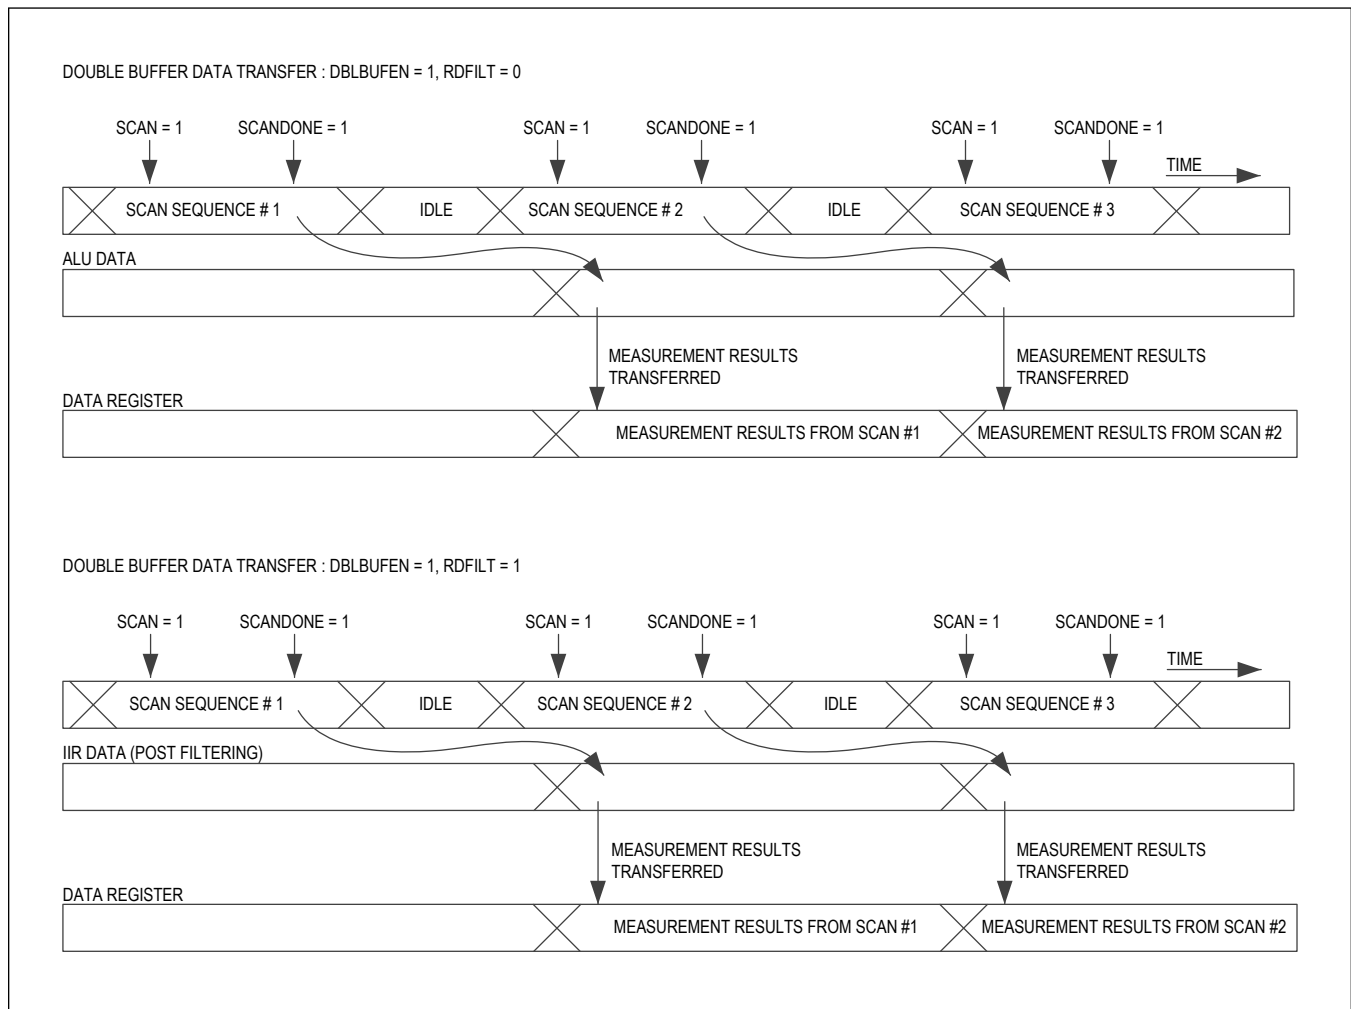 DOUBLE BUFFER DATA TRANSFER : DBLBUFEN = 1, RDFILT = 0
SCAN = 1 SCANDONE = 1 SCAN = 1 SCANDONE = 1 SCAN = 1 SCANDONE = 1
TIME
SCAN SEQUENCE # 1 IDLE SCAN SEQUENCE # 2 IDLE SCAN SEQUENCE # 3
ALU DATA
MEASUREMENT RESULTS MEASUREMENT RESULTS
TRANSFERRED TRANSFERRED
DATA REGISTER
MEASUREMENT RESULTS FROM SCAN #1 MEASUREMENT RESULTS FROM SCAN #2
DOUBLE BUFFER DATA TRANSFER : DBLBUFEN = 1, RDFILT = 1
SCAN = 1 SCANDONE = 1 SCAN = 1 SCANDONE = 1 SCAN = 1 SCANDONE = 1
TIME
SCAN SEQUENCE # 1 IDLE SCAN SEQUENCE # 2 IDLE SCAN SEQUENCE # 3
IIR DATA (POST FILTERING)
MEASUREMENT RESULTS MEASUREMENT RESULTS
TRANSFERRED TRANSFERRED
DATA REGISTER
MEASUREMENT RESULTS FROM SCAN #1 MEASUREMENT RESULTS FROM SCAN #2